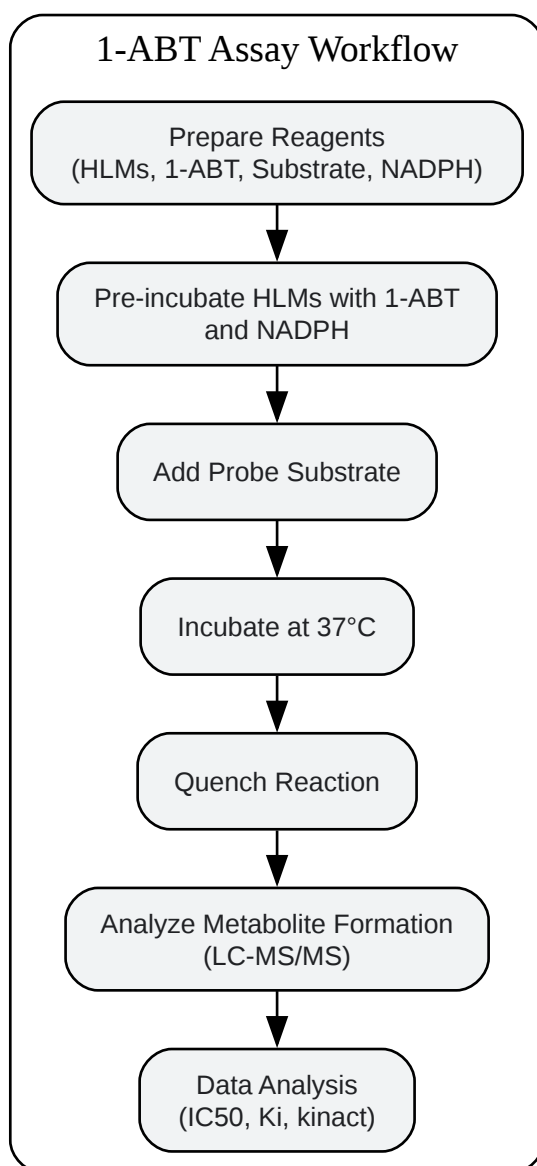 1-ABT Assay Workflow
Prepare Reagents
(HLMs, 1-ABT, Substrate, NADPH)
Pre-incubate HLMs with 1-ABT
and NADPH
Add Probe Substrate
Incubate at 37°C
Quench Reaction
Analyze Metabolite Formation
(LC-MS/MS)
Data Analysis
(IC50, Ki, kinact)